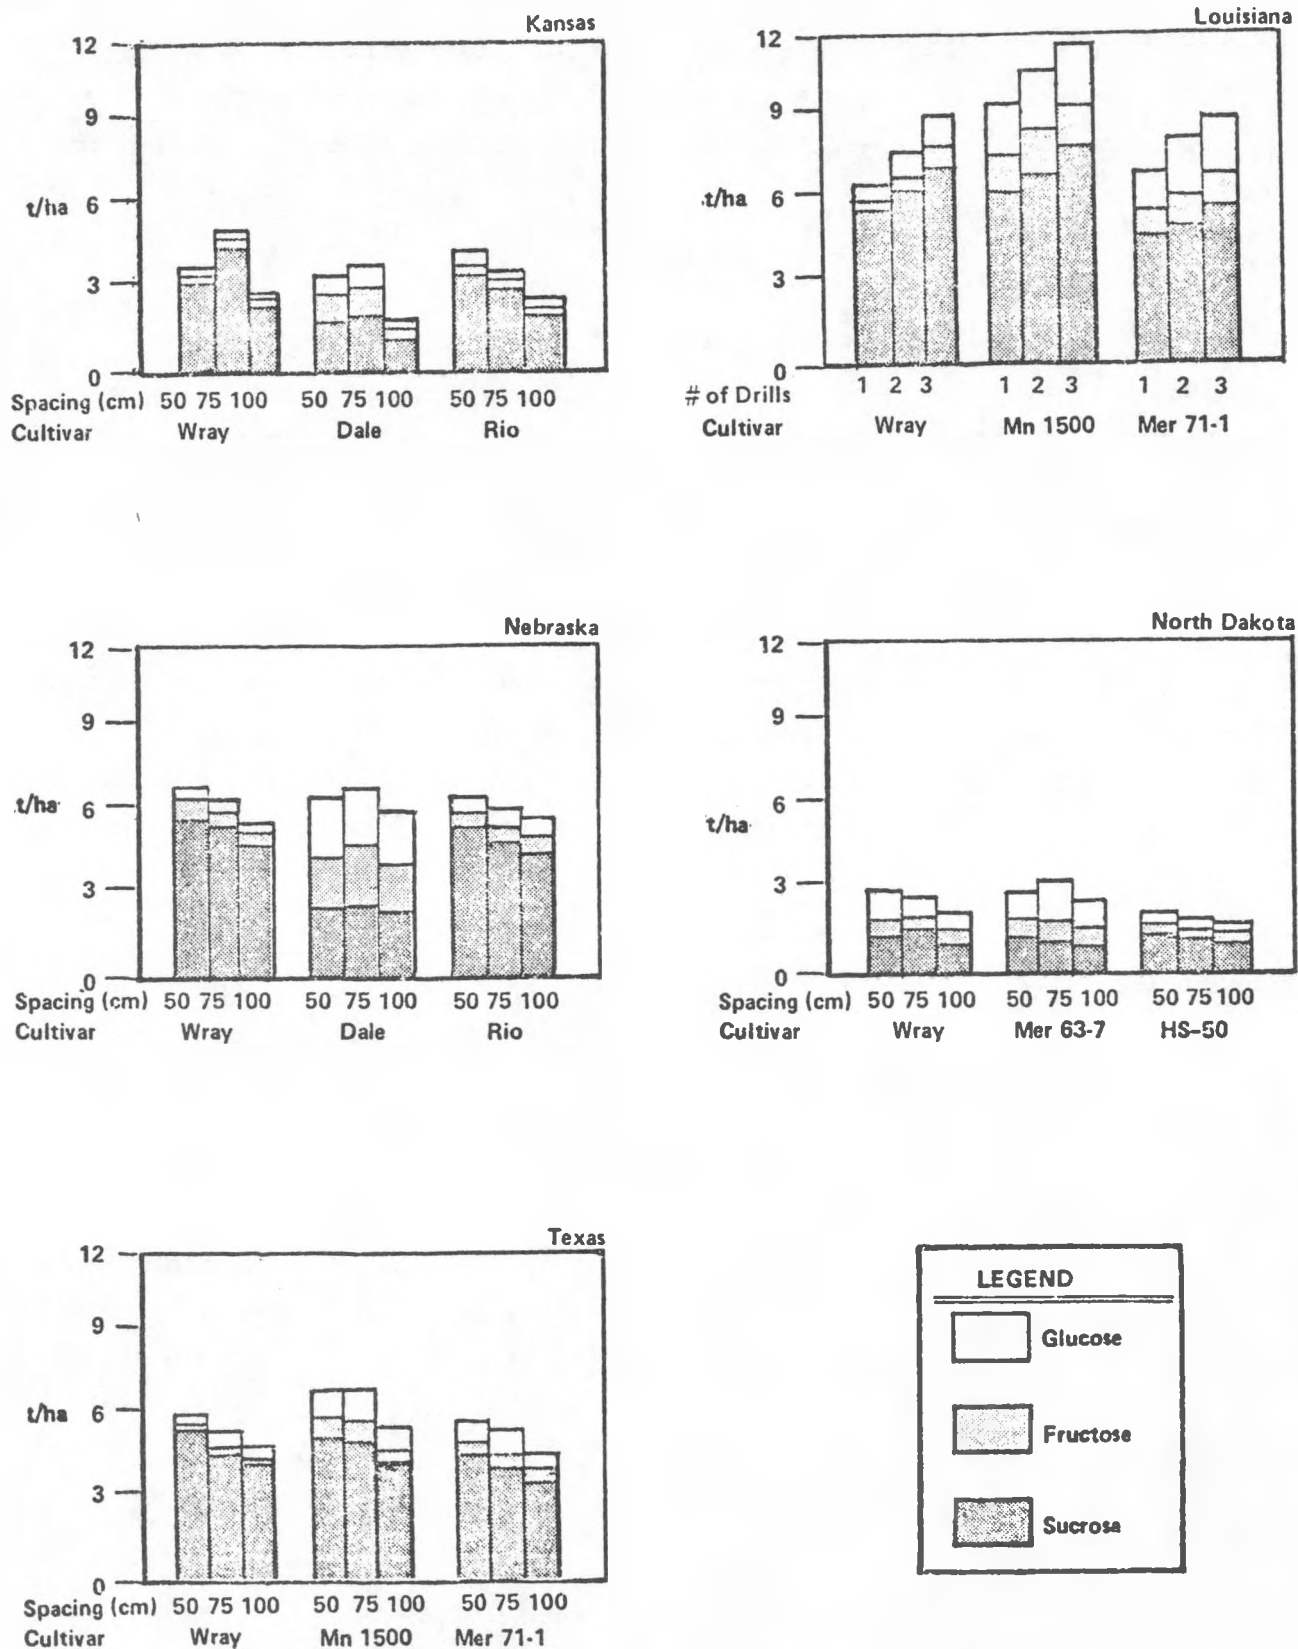 Kansas
12
9
t/ha 6
3
0
Spacing (cm) 50 75 100 50 75 100 50 75 100
Cultivar Wray Dale Rio
Louisiana
12
9
t/ha 6
3
0
# of Drills 1 2 3 1 2 3 1 2 3
Cultivar Wray Mn 1500 Mer 71-1
Nebraska
12
9
t/ha 6
3
0
Spacing (cm) 50 75 100 50 75 100 50 75 100
Cultivar Wray Dale Rio
North Dakota
12
9
6
t/ha
3
0
Spacing (cm) 50 75 100 50 75 100 50 75 100
Cultivar Wray Mer 63-7 HS-50
Texas
12
9
t/ha 6
3
0
Spacing (cm) 50 75 100 50 75 100 50 75 100
Cultivar Wray Mn 1500 Mer 71-1
LEGEND
Glucose
Fructose
Sucrose